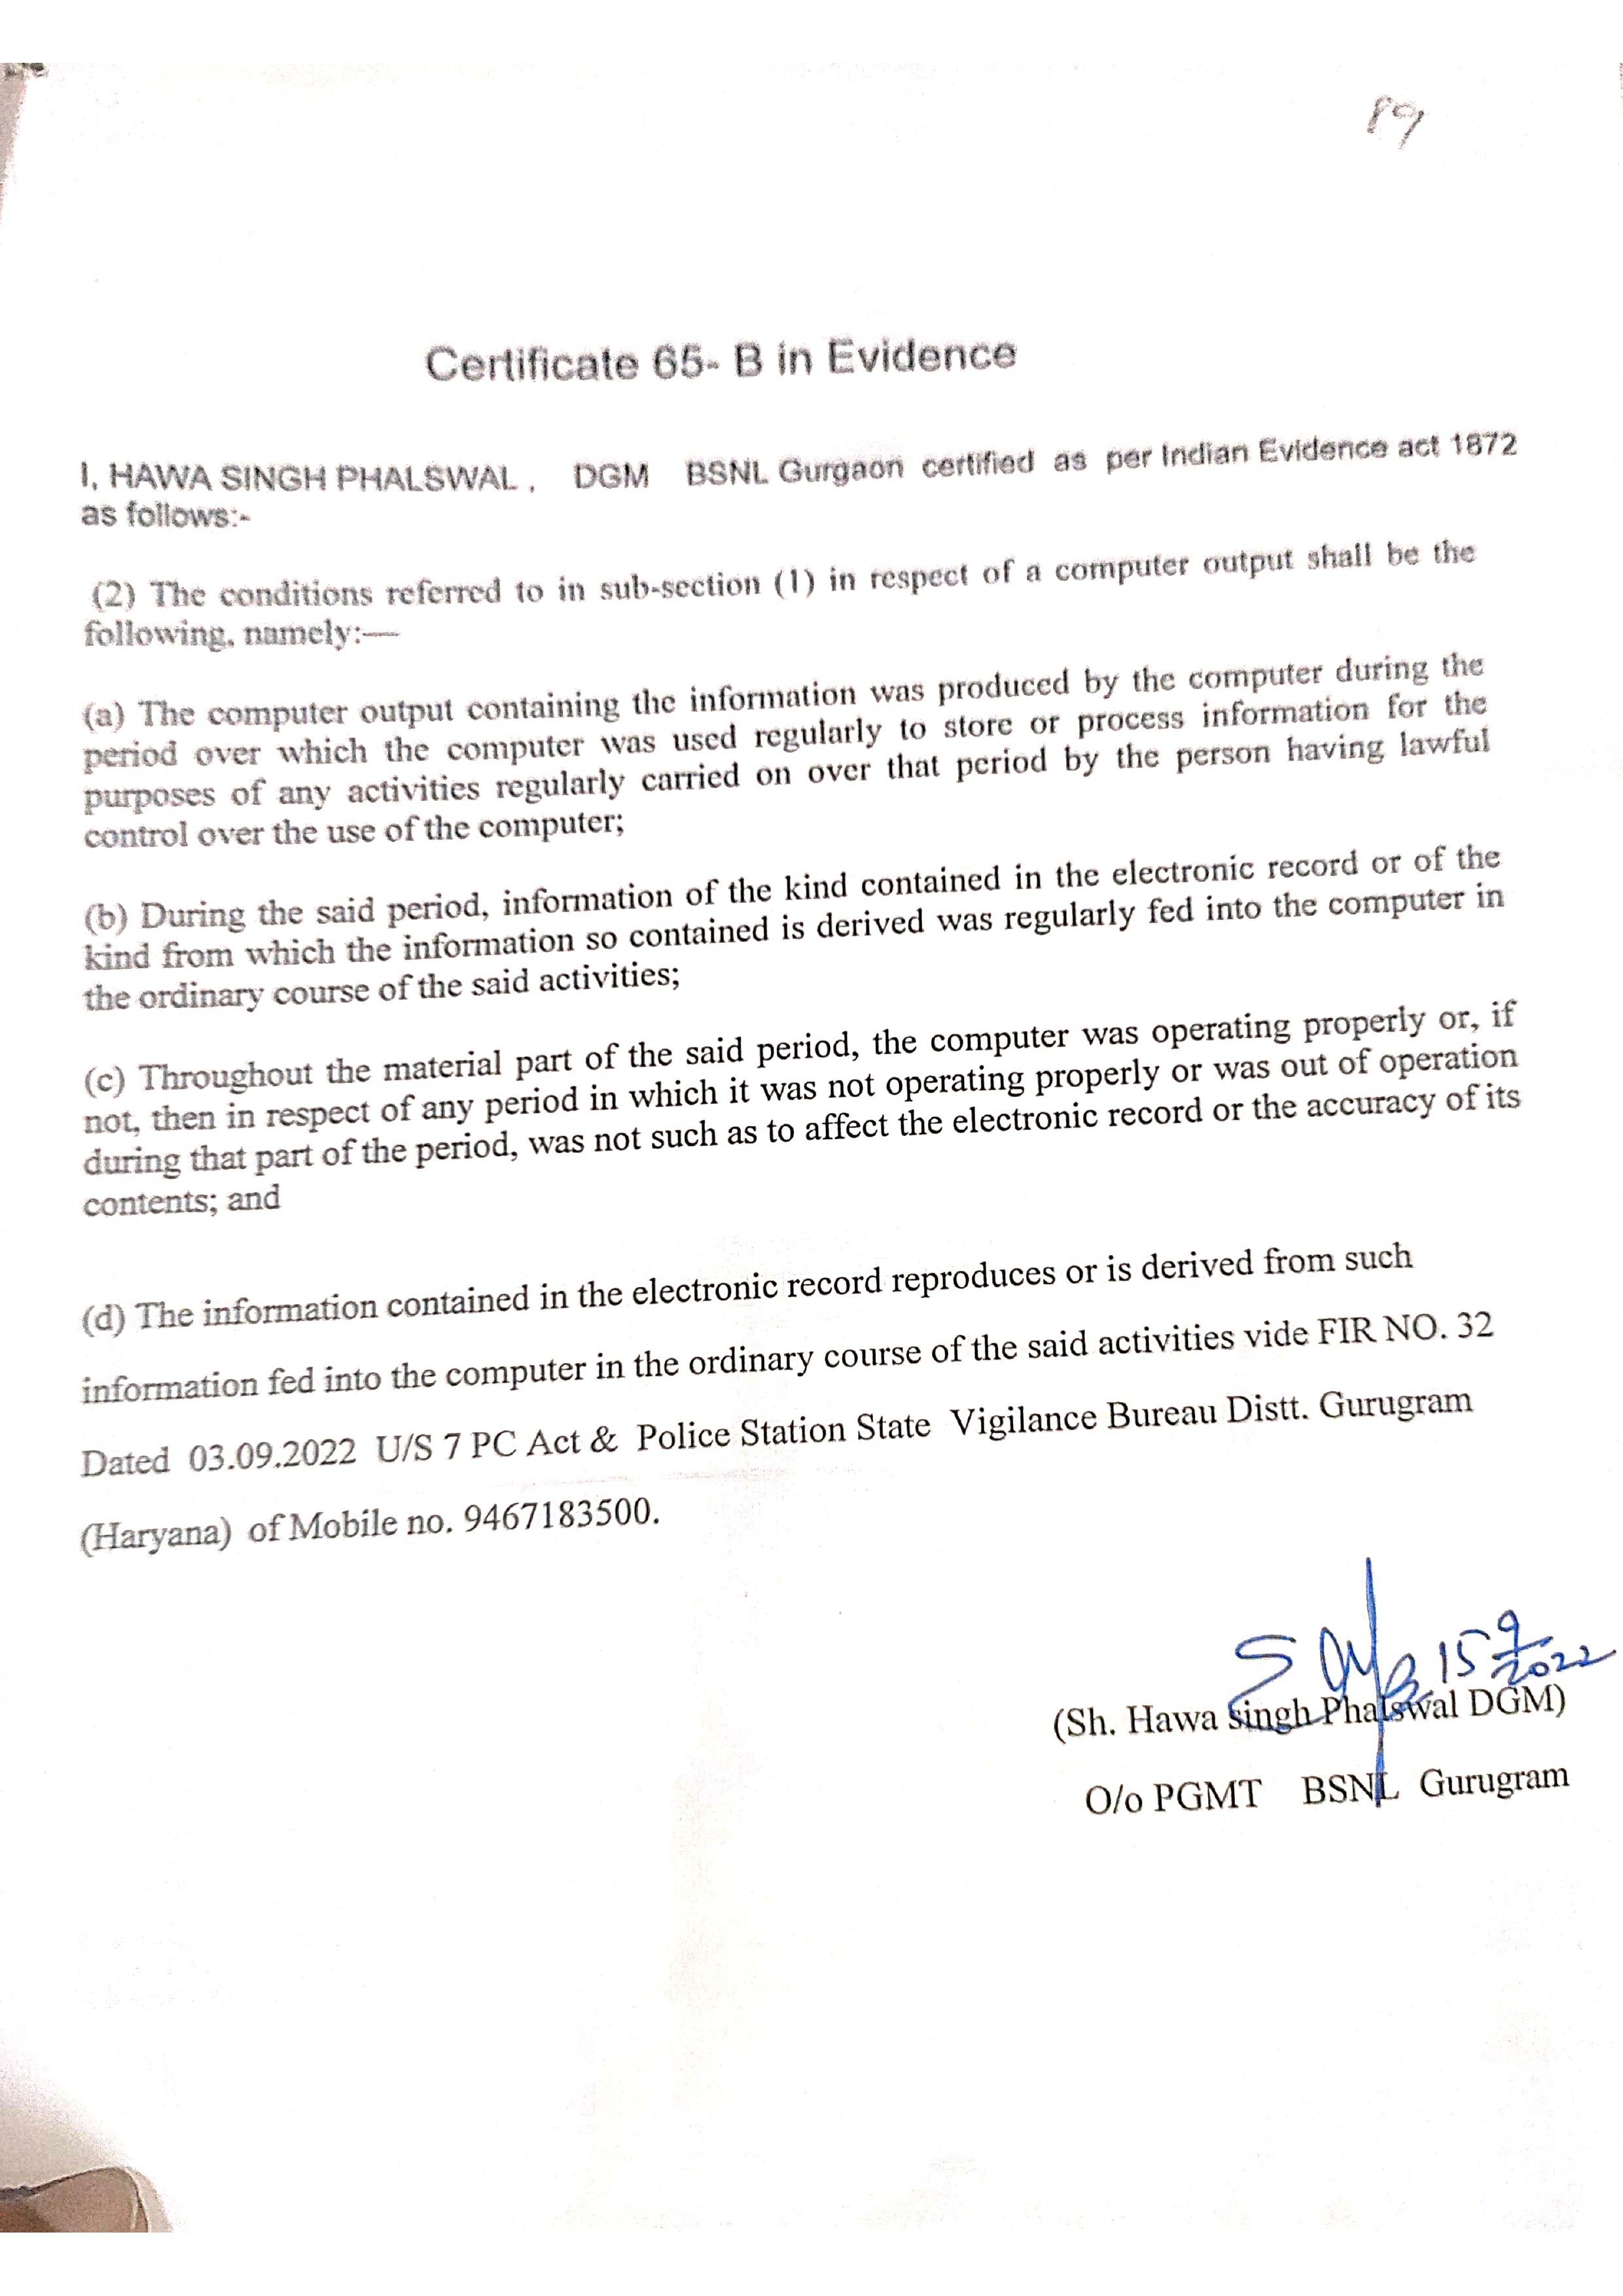 89
Certificate 65- B in Evidence
I, HAWA SINGH PHALSWAL , DGM BSNL Gurgaon certified as per Indian Evidence act 1872
as follows:-
(2) The conditions referred to in sub-section (1) in respect of a computer output shall be the
following, namely:—
(a) The computer output containing the information was produced by the computer during the
period over which the computer was used regularly to store or process information for the
purposes of any activities regularly carried on over that period by the person having lawful
control over the use of the computer;
(b) During the said period, information of the kind contained in the electronic record or of the
kind from which the information so contained is derived was regularly fed into the computer in
the ordinary course of the said activities;
(c) Throughout the material part of the said period, the computer was operating properly or, if
not, then in respect of any period in which it was not operating properly or was out of operation
during that part of the period, was not such as to affect the electronic record or the accuracy of its
contents; and
(d) The information contained in the electronic record reproduces or is derived from such
information fed into the computer in the ordinary course of the said activities vide FIR NO. 32
Dated 03.09.2022 U/S 7 PC Act & Police Station State Vigilance Bureau Distt. Gurugram
(Haryana) of Mobile no. 9467183500.
15 9/2022
(Sh. Hawa singh Phalswal DGM)
O/o PGMT BSNL Gurugram